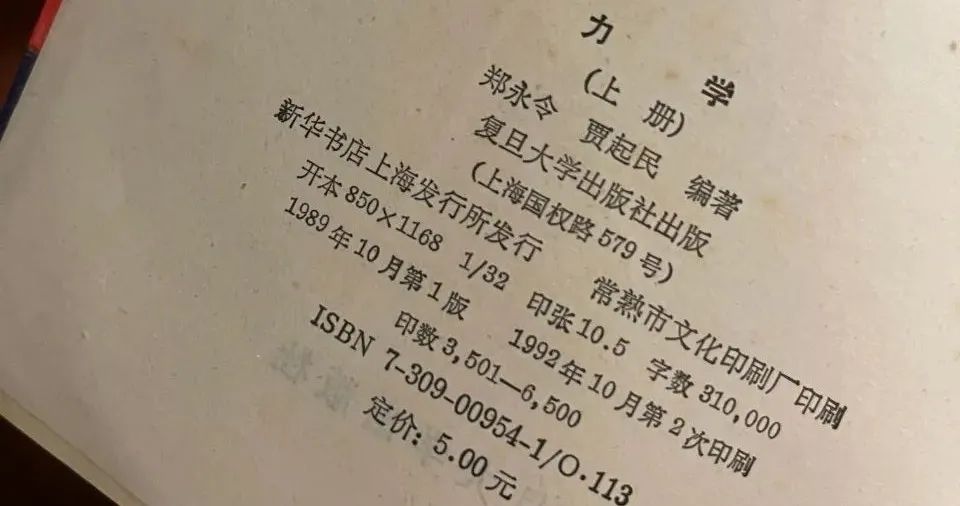 力 学
(上 册)
郑永令 贾起民 编著
复旦大学出版社出版
(上海国权路579号)
新华书店上海发行所发行 常熟市文化印刷厂印刷
开本850×1168 1/32 印张10.5 字数310,000
1989年10月第1版 1992年10月第2次印刷
印数3,501—6,500
ISBN 7-309-00954-1/O·113
定价: 5.00元